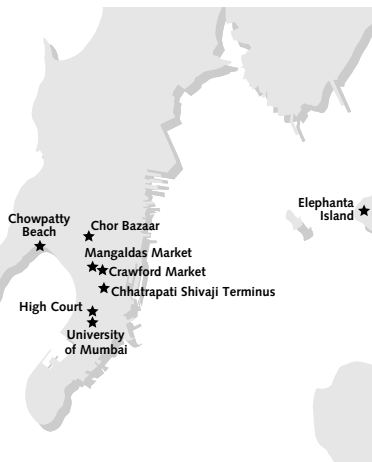 Elephanta
Island
Chowpatty
Beach
Chor Bazaar
Mangaldas Market
Crawford Market
Chhatrapati Shivaji Terminus
High Court
University
of Mumbai